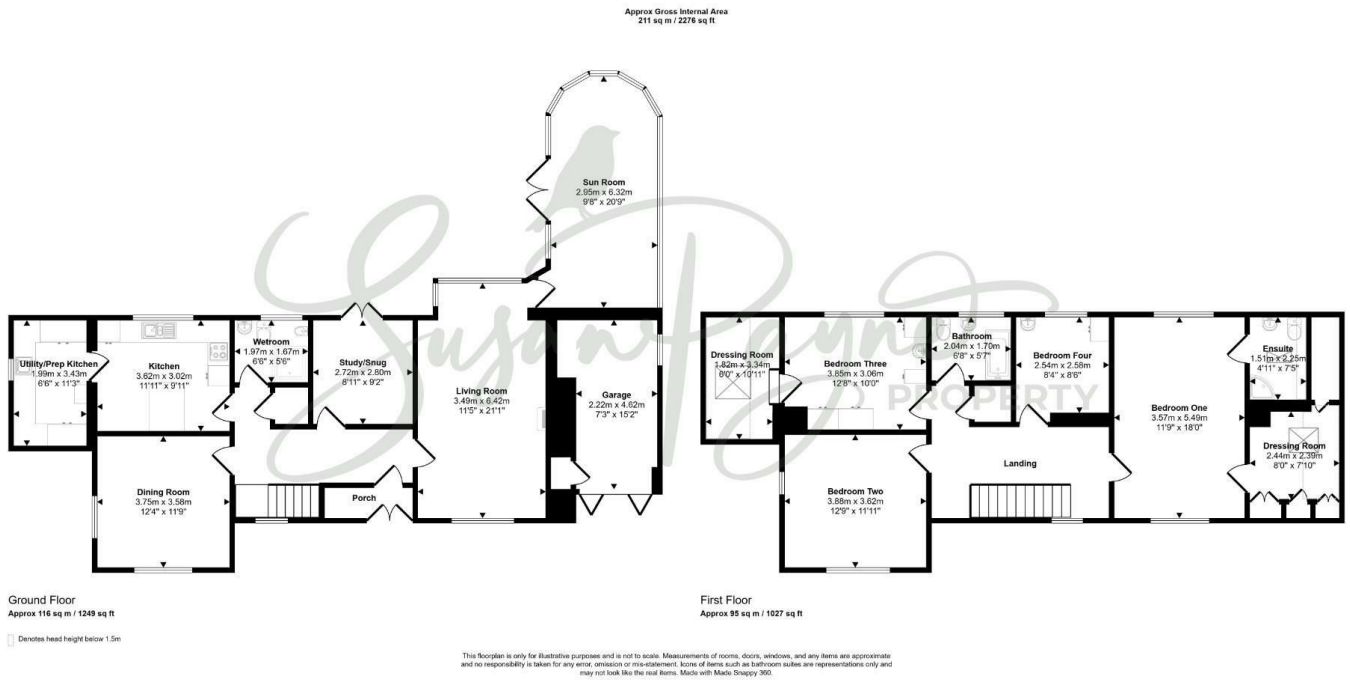 Approx Gross Internal Area
211 sq m / 2276 sq ft
Sun Room
2.95m x 6.32m
9'8" x 20'9"
Utility/Prep Kitchen
1.99m x 3.43m
6'6" x 11'3"
Kitchen
3.62m x 3.02m
11'11" x 9'11"
Wetroom
1.97m x 1.67m
6'6" x 5'6"
Study/Snug
2.72m x 2.80m
8'11" x 9'2"
Living Room
3.49m x 6.42m
11'5" x 21'1"
Garage
2.22m x 4.62m
7'3" x 15'2"
Dining Room
3.75m x 3.58m
12'4" x 11'9"
Porch
Dressing Room
1.82m x 3.34m
6'0" x 10'11"
Bedroom Three
3.85m x 3.06m
12'8" x 10'0"
Bathroom
2.04m x 1.70m
6'8" x 5'7"
Bedroom Four
2.54m x 2.58m
8'4" x 8'6"
Bedroom One
3.57m x 5.49m
11'9" x 18'0"
Ensuite
1.51m x 2.25m
4'11" x 7'5"
Dressing Room
2.44m x 2.39m
8'0" x 7'10"
Bedroom Two
3.88m x 3.62m
12'9" x 11'11"
Landing
Susan Payne
PROPERTY
Ground Floor
Approx 116 sq m / 1249 sq ft
First Floor
Approx 95 sq m / 1027 sq ft
Denotes head height below 1.5m
This floorplan is only for illustrative purposes and is not to scale. Measurements of rooms, doors, windows, and any items are approximate
and no responsibility is taken for any error, omission or mis-statement. Icons of items such as bathroom suites are representations only and
may not look like the real items. Made with Made Snappy 360.